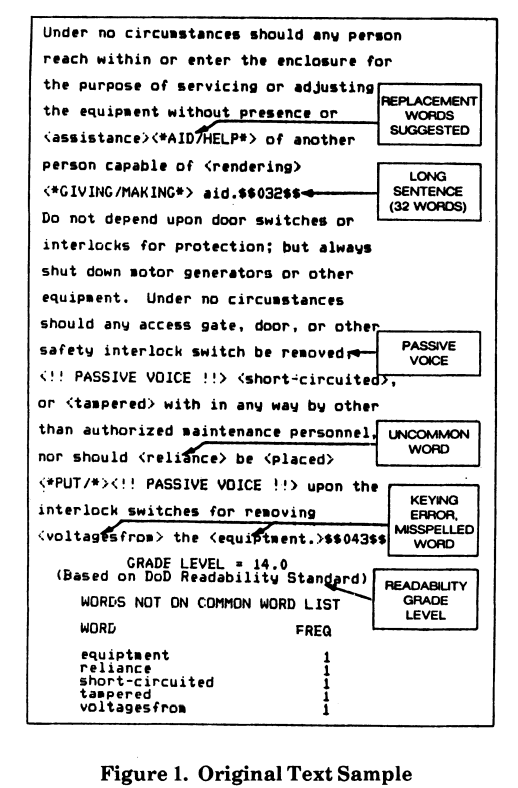 Under no circumstances should any person
reach within or enter the enclosure for
the purpose of servicing or adjusting
the equipment without presence or
<assistance><*AID/HELP*> of another
person capable of <rendering>
<*GIVING/MAKING*> aid.$$032$$
Do not depend upon door switches or
interlocks for protection; but always
shut down motor generators or other
equipment. Under no circumstances
should any access gate, door, or other
safety interlock switch be removed,
<!! PASSIVE VOICE !!> <short-circuited>,
or <tampered> with in any way by other
than authorized maintenance personnel,
nor should <reliance> be <placed>
<*PUT/*><!! PASSIVE VOICE !!> upon the
interlock switches for removing
<voltagesfrom> the <equiptment.>$$043$$
REPLACEMENT
WORDS
SUGGESTED
LONG
SENTENCE
(32 WORDS)
PASSIVE
VOICE
UNCOMMON
WORD
KEYING
ERROR,
MISSPELLED
WORD
GRADE LEVEL = 14.0
(Based on DoD Readability Standard)
READABILITY
GRADE
LEVEL
WORDS NOT ON COMMON WORD LIST
WORD FREQ
equiptment 1
reliance 1
short-circuited 1
tampered 1
voltagesfrom 1
Figure 1. Original Text Sample